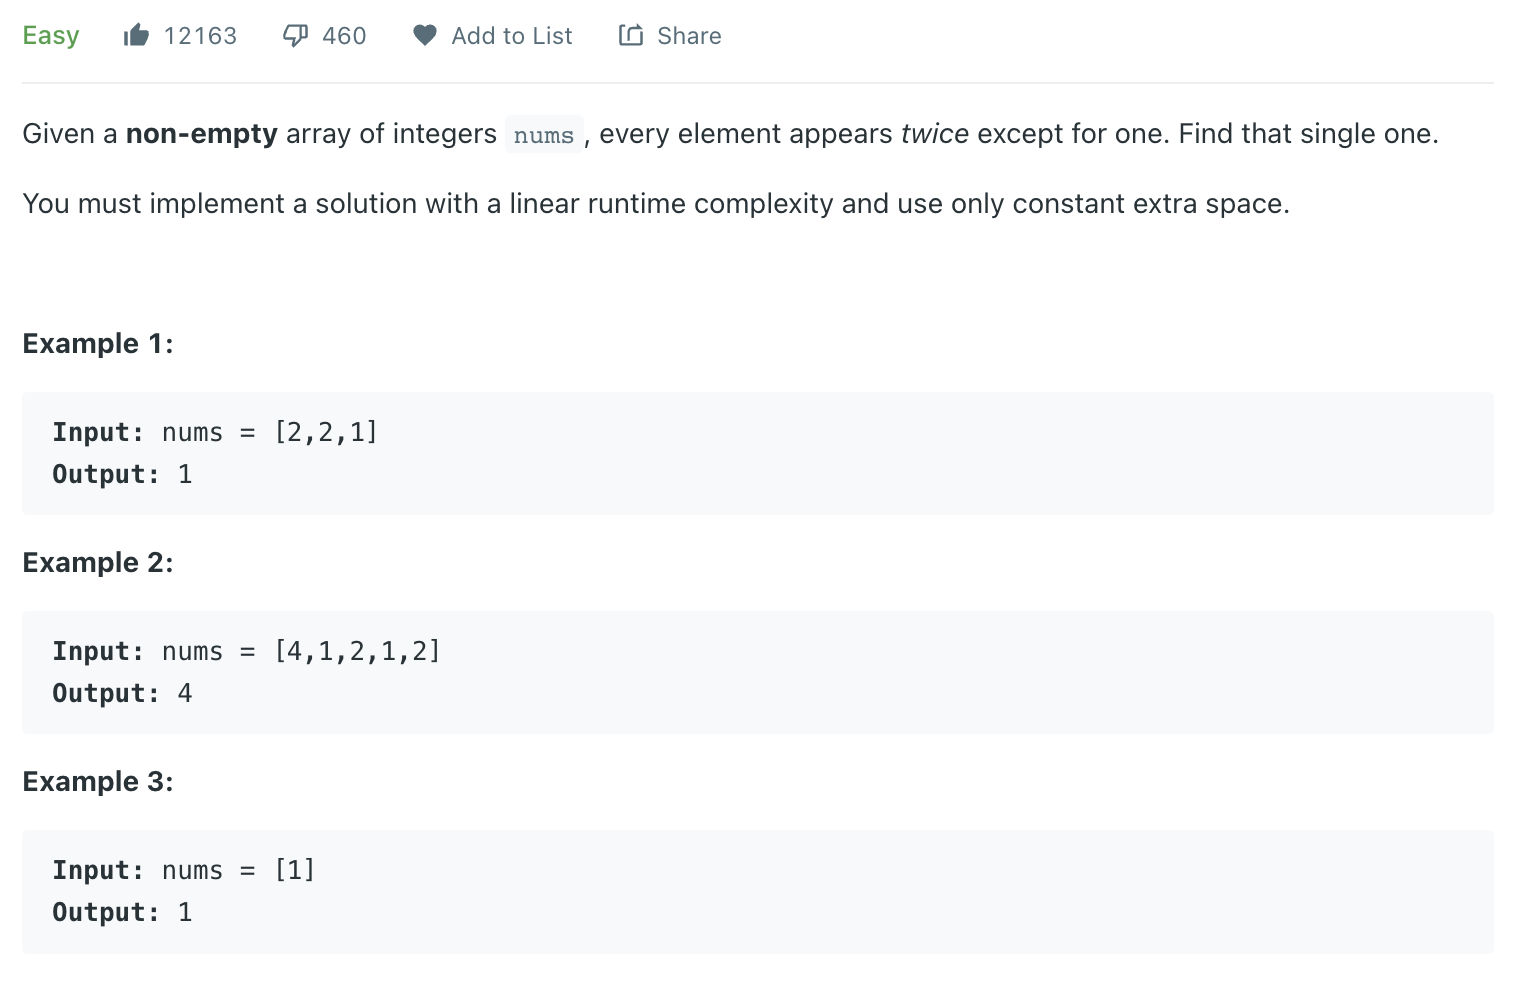 Easy 12163 460 Add to List Share
Given a non-empty array of integers nums, every element appears twice except for one. Find that single one.
You must implement a solution with a linear runtime complexity and use only constant extra space.
Example 1:
Input: nums = [2,2,1]
Output: 1
Example 2:
Input: nums = [4,1,2,1,2]
Output: 4
Example 3:
Input: nums = [1]
Output: 1